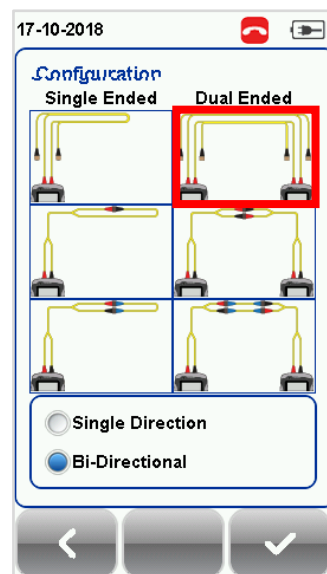 17-10-2018
Configuration
Single Ended Dual Ended
Single Direction
Bi-Directional